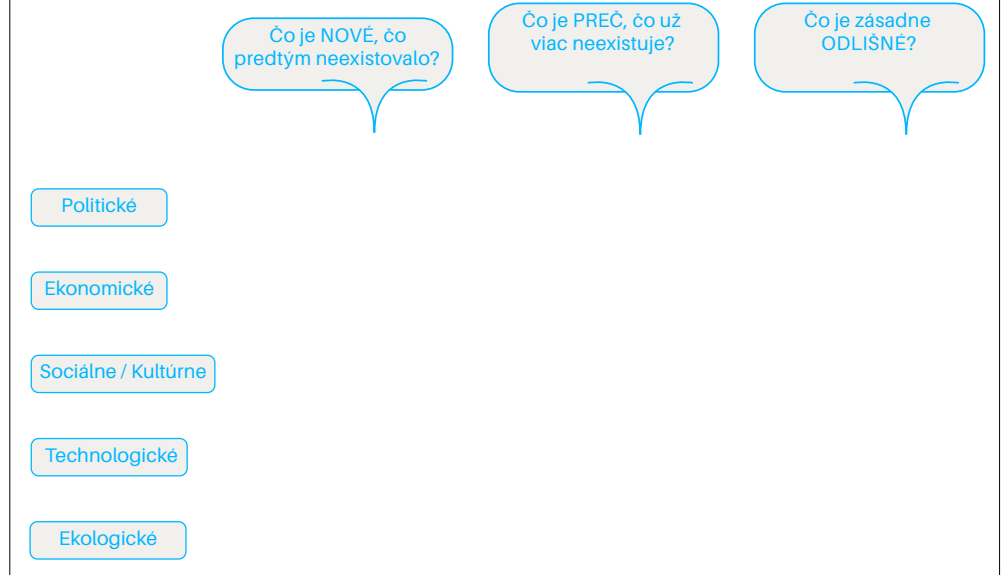 Čo je NOVÉ, čo
predtým neexistovalo?
Čo je PREČ, čo už
viac neexistuje?
Čo je zásadne
ODLIŠNÉ?
Politické
Ekonomické
Sociálne / Kultúrne
Technologické
Ekologické